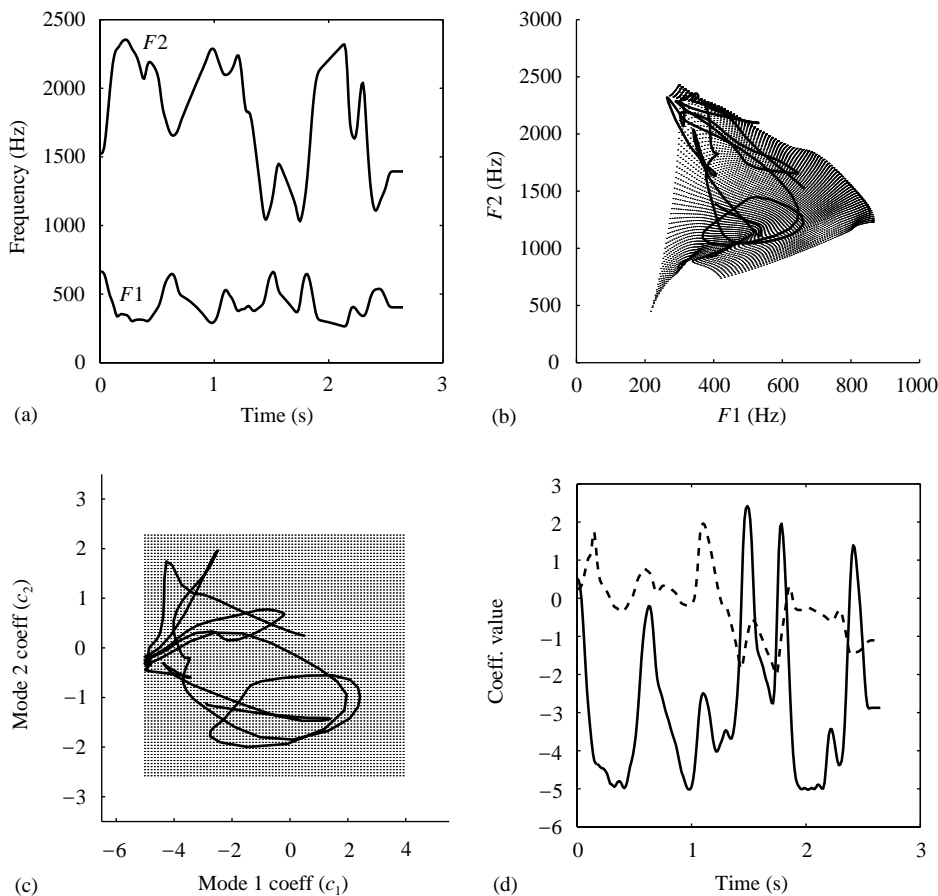 2500
2000
1500
1000
500
0
Frequency (Hz)
F2
F1
0 1 2 3
Time (s)
(a)
3000
2500
2000
1500
1000
500
0
F2 (Hz)
0 200 400 600 800 1000
F1 (Hz)
(b)
3
2
1
0
−1
−2
−3
Mode 2 coeff (c2)
−6 −4 −2 0 2 4
Mode 1 coeff (c1)
(c)
3
2
1
0
−1
−2
−3
−4
−5
−6
Coeff. value
0 1 2 3
Time (s)
(d)